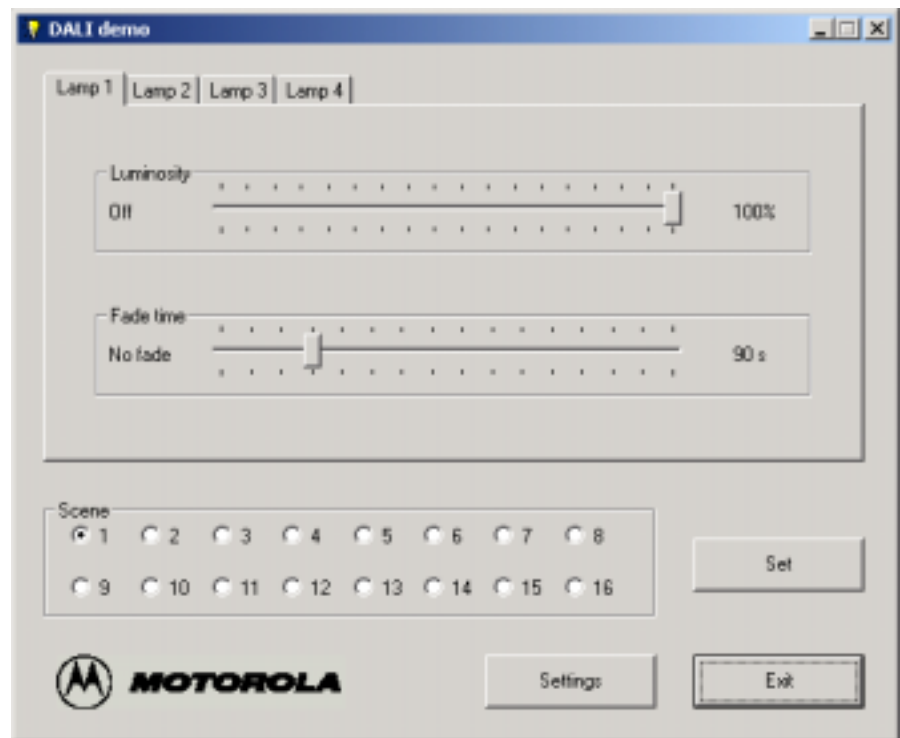 DALI demo
Lamp 1 Lamp 2 Lamp 3 Lamp 4
Luminosity
Off 100%
Fade time
No fade 90 s
Scene
1 2 3 4 5 6 7 8
9 10 11 12 13 14 15 16
Set
MOTOROLA
Settings
Exit